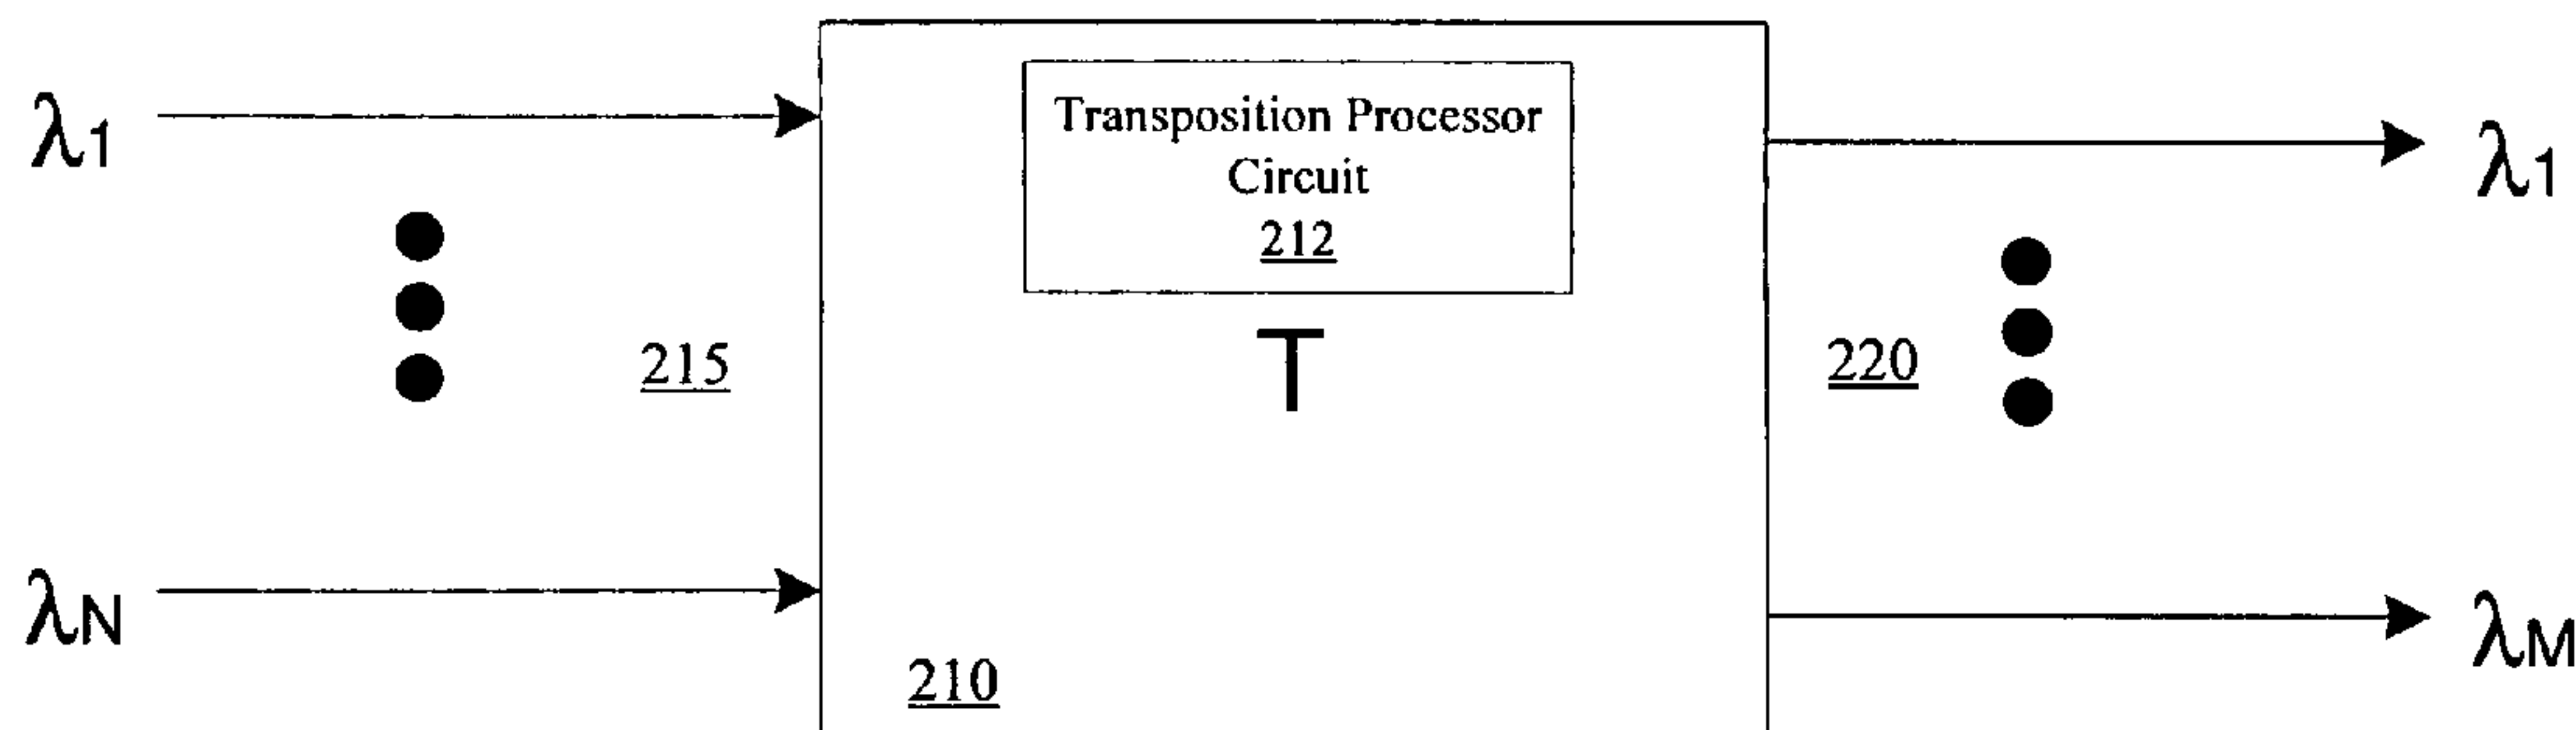 λ1
λN
215
Transposition Processor
Circuit
212
T
210
220
λ1
λM